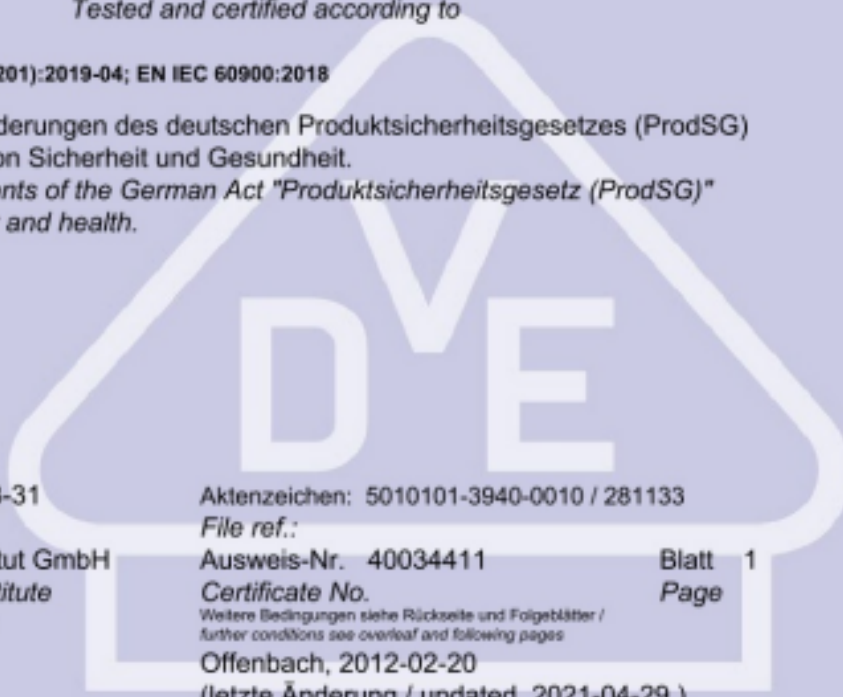 Tested and certified according to
201):2019-04; EN IEC 60900:2018
derungen des deutschen Produktsicherheitsgesetzes (ProdSG)
on Sicherheit und Gesundheit.
nts of the German Act "Produktsicherheitsgesetz (ProdSG)"
and health.
DVE
-31
Aktenzeichen: 5010101-3940-0010 / 281133
File ref.:
tut GmbH
Ausweis-Nr. 40034411
Blatt 1
titute
Certificate No.
Page
Weitere Bedingungen siehe Rückseite und Folgeblätter /
further conditions see overleaf and following pages
Offenbach, 2012-02-20
(letzte Änderung / updated 2021-04-29 )